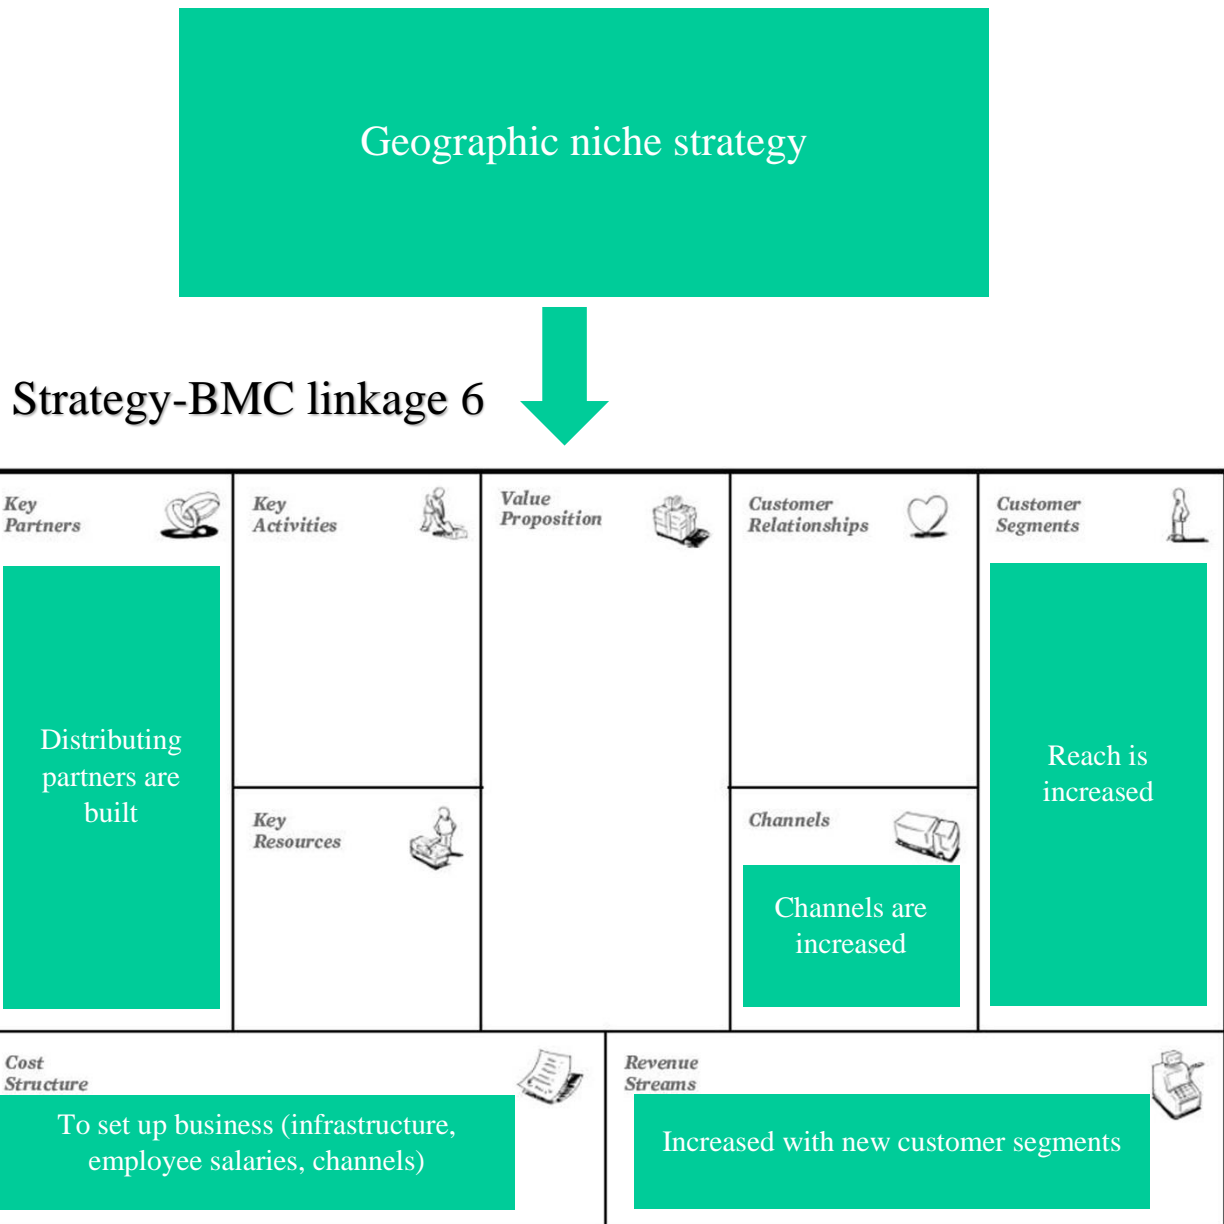 Geographic niche strategy
Strategy-BMC linkage 6
Key
Partners
Distributing
partners are
built
Key
Activities
Key
Resources
Value
Proposition
Customer
Relationships
Channels
Channels are
increased
Customer
Segments
Reach is
increased
Cost
Structure
To set up business (infrastructure,
employee salaries, channels)
Revenue
Streams
Increased with new customer segments